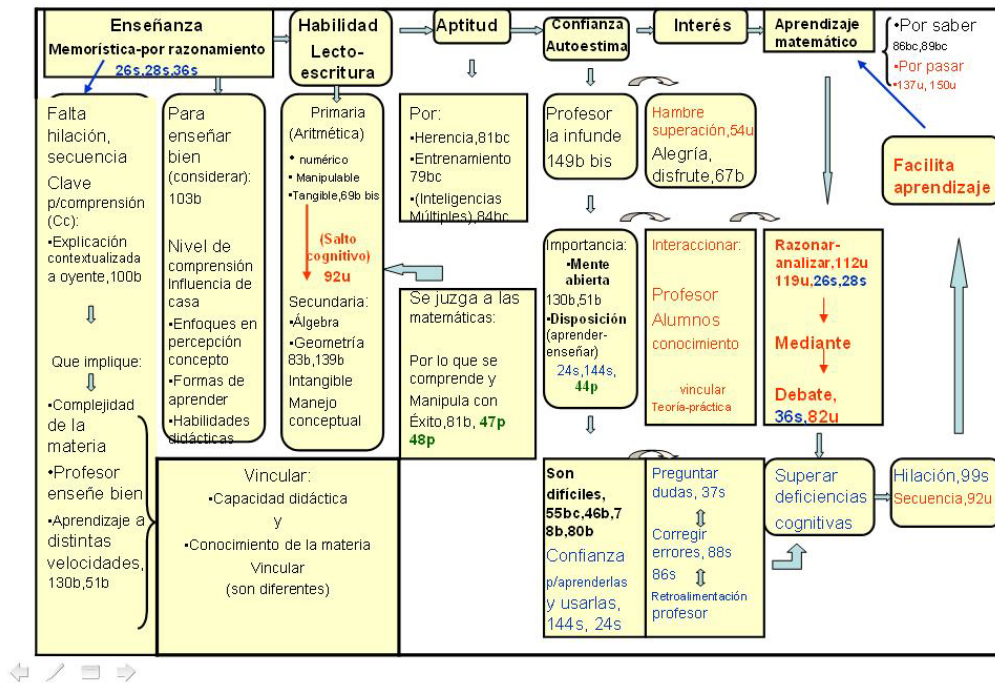 Enseñanza
Memorística-por razonamiento
26s,28s,36s
Habilidad
Lecto-
escritura
Aptitud
Confianza
Autoestima
Interés
Aprendizaje
matemático
•Por saber
86bc,89bc
•Por pasar
•137u, 150u
Falta
hilación,
secuencia
Clave
p/comprensión
(Cc):
•Explicación
contextualizada
a oyente,100b
Que implique:
•Complejidad
de la
materia
•Profesor
enseñe bien
•Aprendizaje a
distintas
velocidades,
130b,51b
Para
enseñar
bien
(considerar):
103b
Nivel de
comprensión
Influencia de
casa
•Enfoques en
percepción
concepto
•Formas de
aprender
•Habilidades
didácticas
Primaria
(Aritmética)
• numérico
• Manipulable
•Tangible,69b bis
(Salto
cognitivo)
92u
Secundaria:
•Álgebra
•Geometría
83b,139b
Intangible
Manejo
conceptual
Por:
•Herencia,81bc
•Entrenamiento
79bc
•(Inteligencias
Múltiples),84bc
Se juzga a las
matemáticas:
Por lo que se
comprende y
Manipula con
Éxito,81b, 47p
48p
Vincular:
•Capacidad didáctica
y
•Conocimiento de la materia
Vincular
(son diferentes)
Profesor
la infunde
149b bis
Importancia:
•Mente
abierta
130b,51b
•Disposición
(aprender-
enseñar)
24s,144s,
44p
Son
difíciles,
55bc,46b,7
8b,80b
Confianza
p/aprenderlas
y usarlas,
144s, 24s
Hambre
superación,54u
Alegría,
disfrute,67b
Interaccionar:
Profesor
Alumnos
conocimiento
vincular
Teoría-práctica
Preguntar
dudas, 37s
Corregir
errores, 88s
86s
Retroalimentación
profesor
Razonar-
analizar,112u
119u,26s,28s
Mediante
Debate,
36s,82u
Superar
deficiencias
cognitivas
Facilita
aprendizaje
Hilación,99s
Secuencia,92u